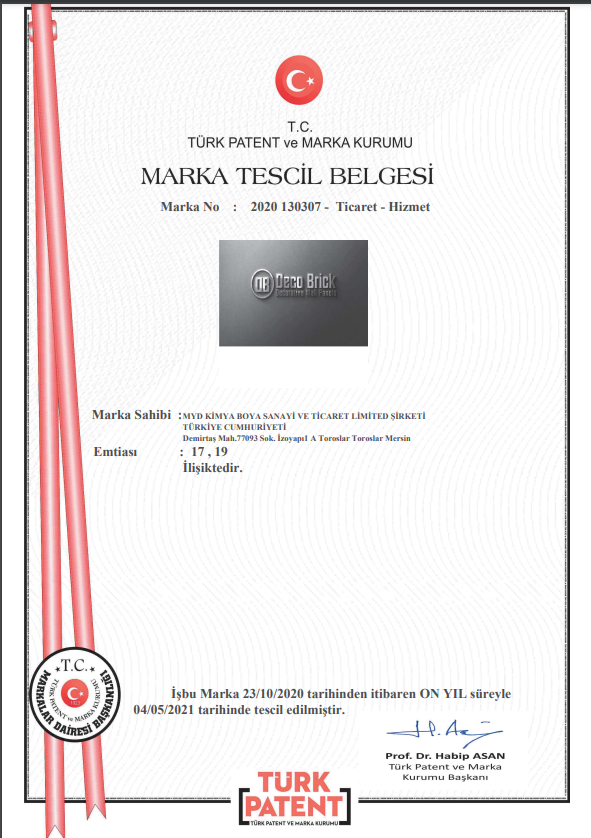 T.C.
TÜRK PATENT ve MARKA KURUMU
MARKA TESCİL BELGESİ
Marka No : 2020 130307 - Ticaret - Hizmet
DB Deco Brick
Decorative Wall Panels
Marka Sahibi : MYD KİMYA BOYA SANAYİ VE TİCARET LİMİTED ŞİRKETİ
TÜRKİYE CUMHURİYETİ
Demirtaş Mah.77093 Sok. İzoyapı1 A Toroslar Toroslar Mersin
Emtiası : 17 , 19
İlişiktedir.
İşbu Marka 23/10/2020 tarihinden itibaren ON YIL süreyle
04/05/2021 tarihinde tescil edilmiştir.
T.C.
TÜRK PATENT ve MARKA KURUMU
MARKALAR DAİRESİ BAŞKANLIĞI
Prof. Dr. Habip ASAN
Türk Patent ve Marka
Kurumu Başkanı
TÜRK
PATENT
TÜRK PATENT VE MARKA KURUMU